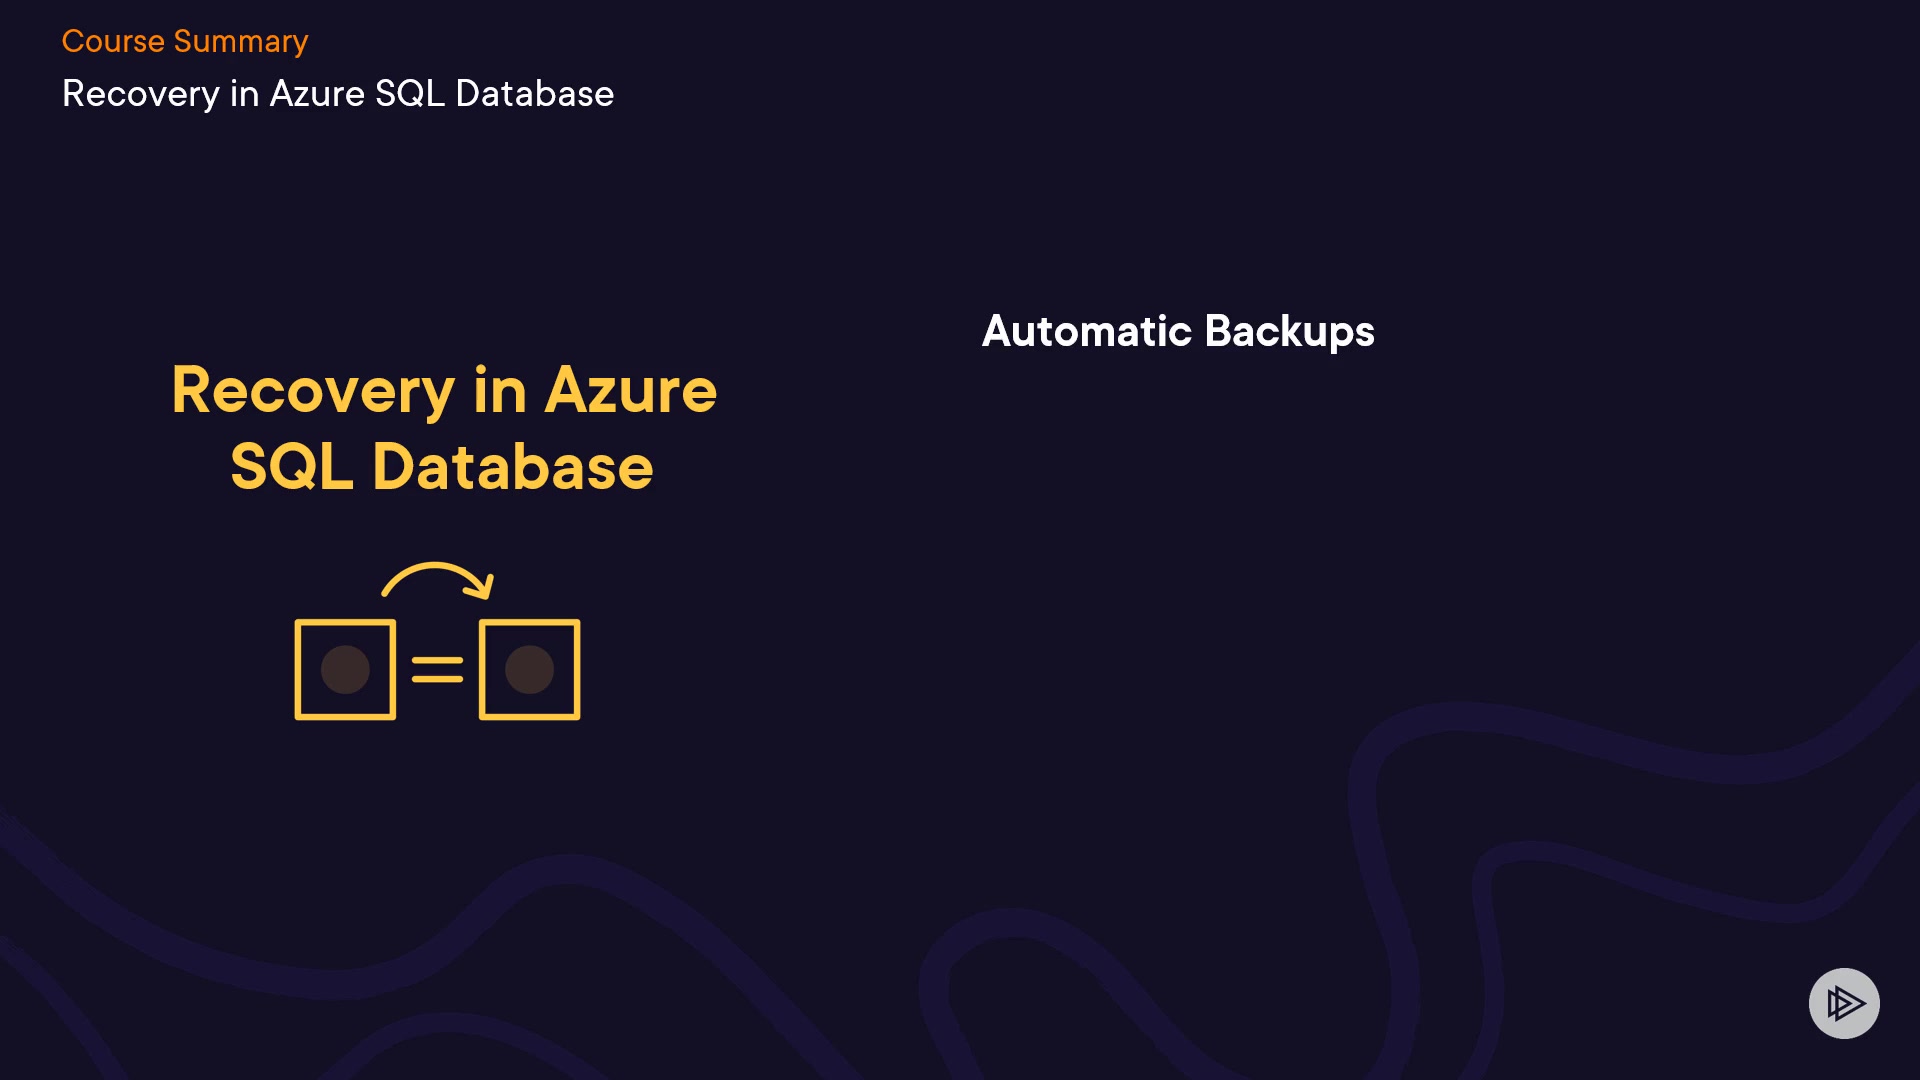 Course Summary
Recovery in Azure SQL Database
Automatic Backups
Recovery in Azure
SQL Database